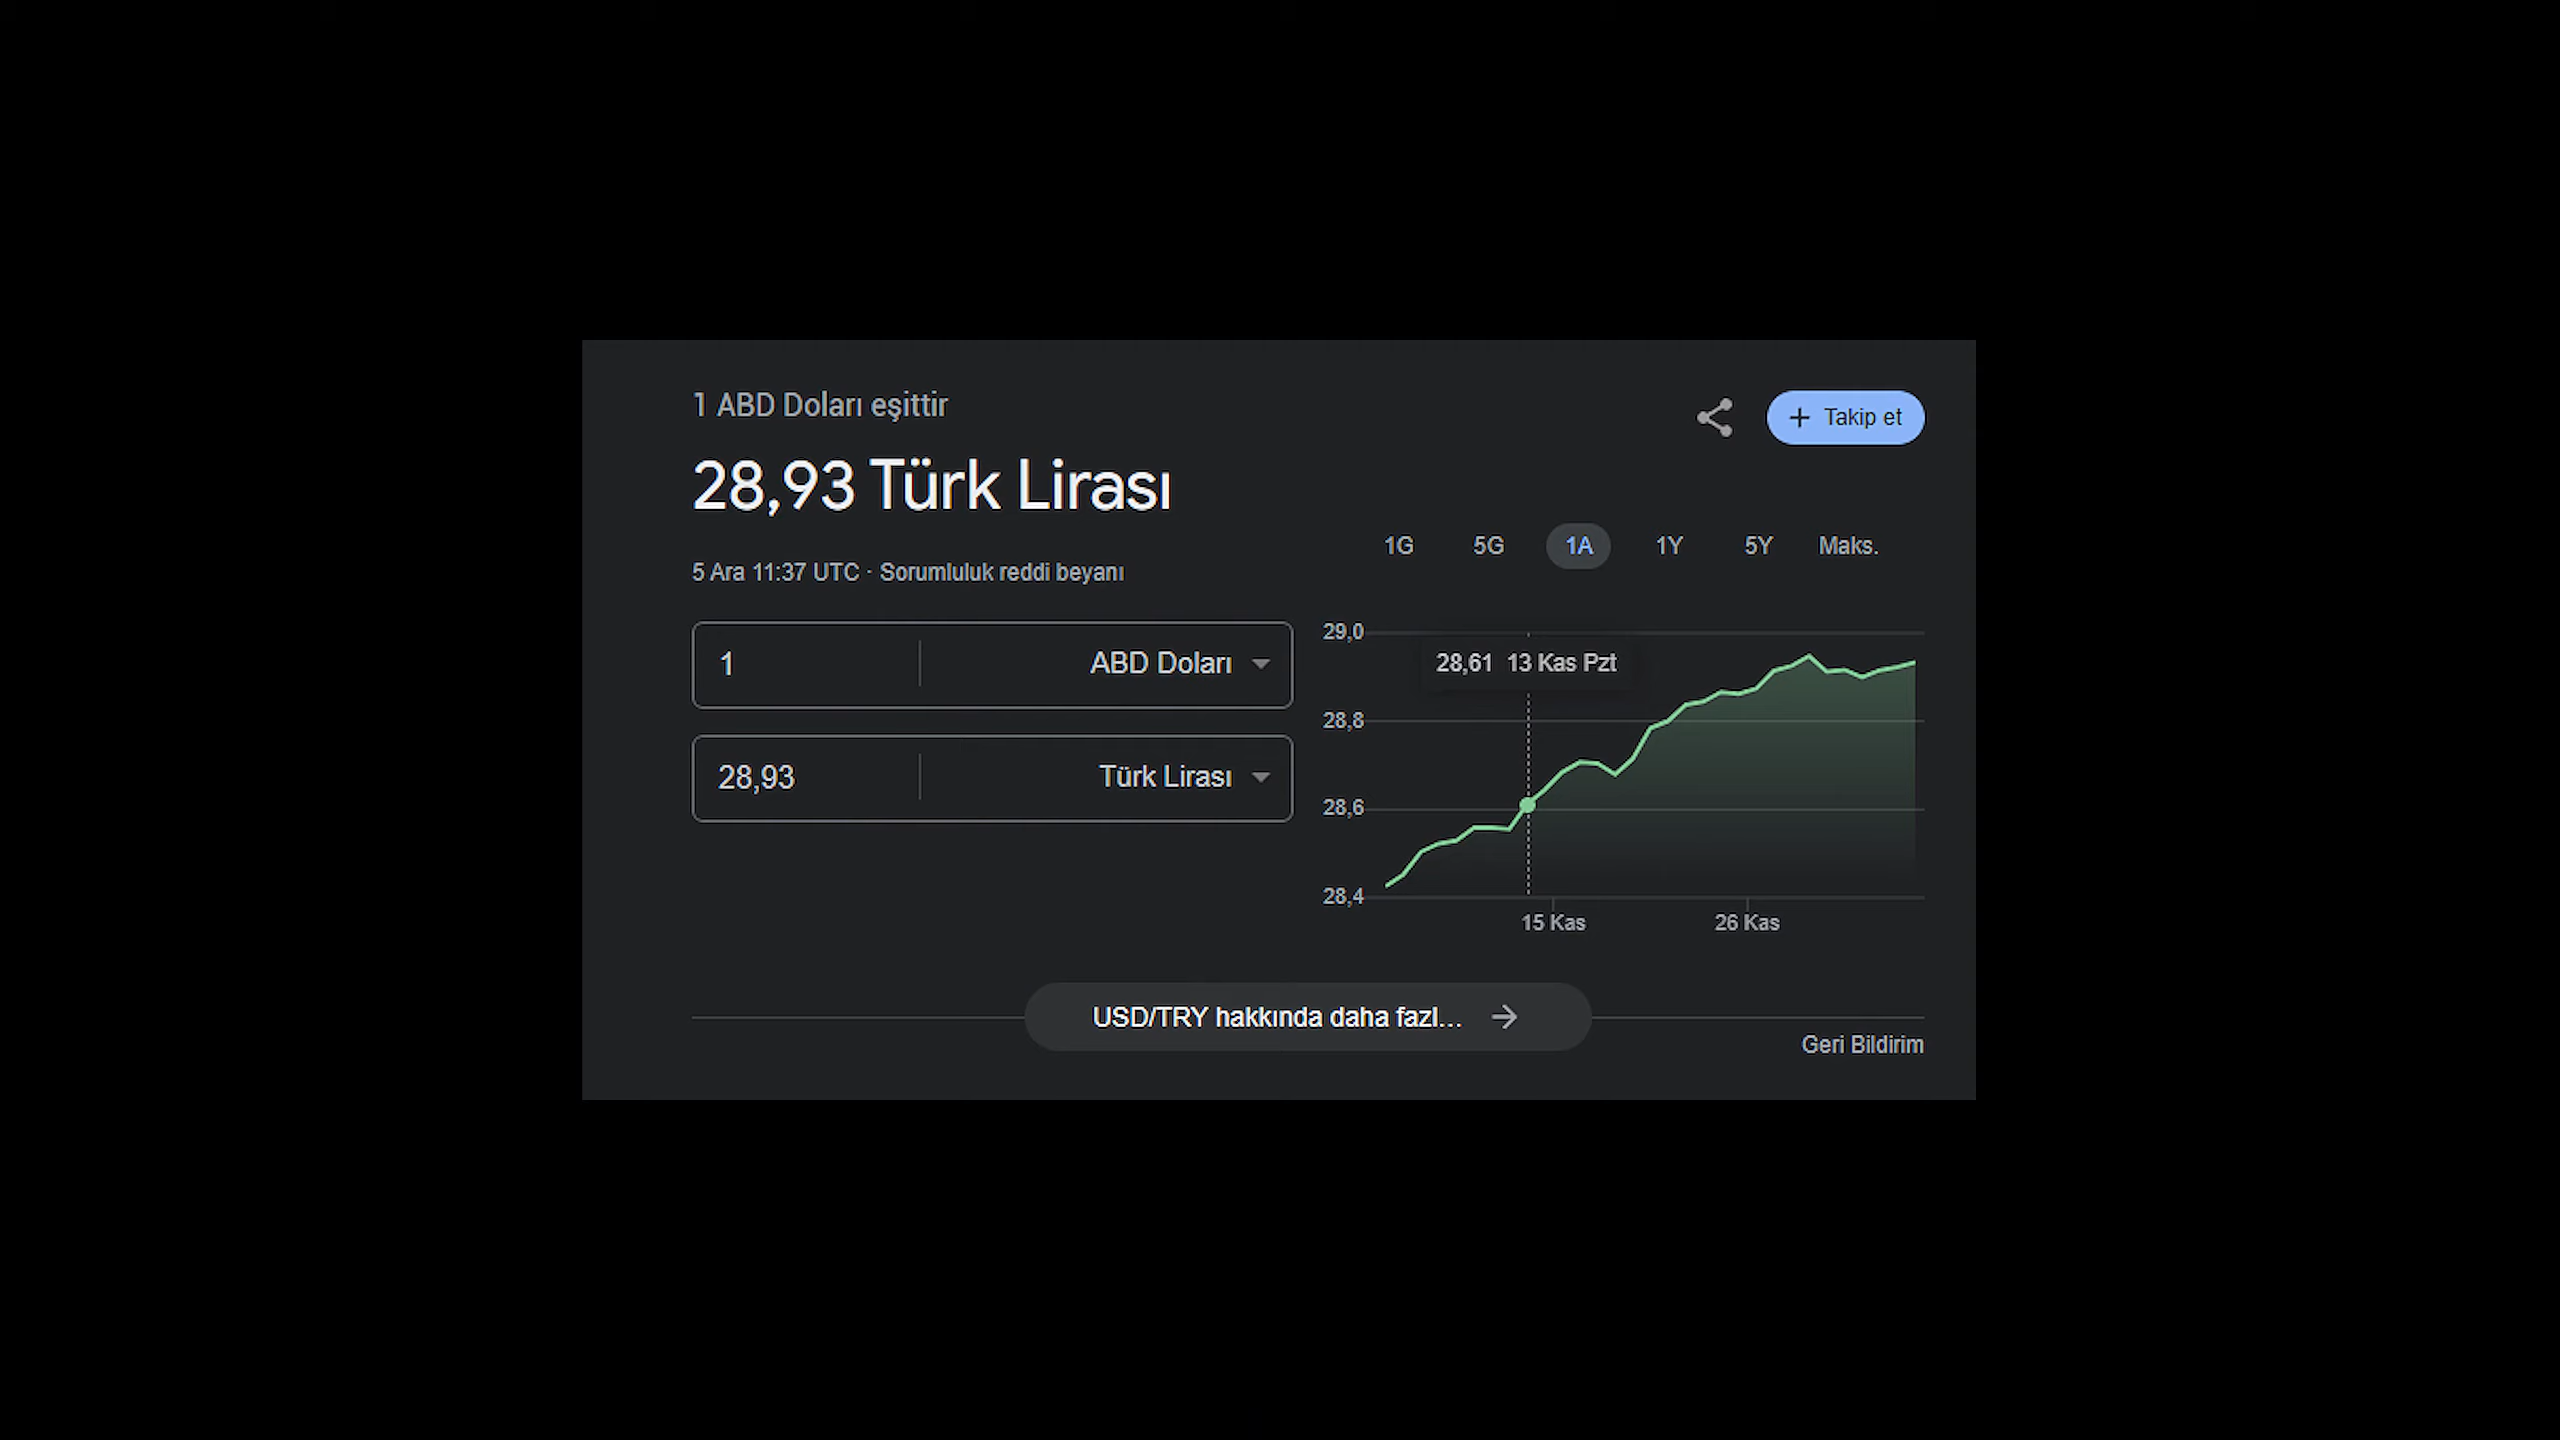 1 ABD Doları eşittir
Takip et
28,93 Türk Lirası
5 Ara 11:37 UTC · Sorumluluk reddi beyanı
1G 5G 1A 1Y 5Y Maks.
1 ABD Doları
28,93 Türk Lirası
29,0
28,61 13 Kas Pzt
28,8
28,6
28,4
15 Kas 26 Kas
USD/TRY hakkında daha fazl...
Geri Bildirim